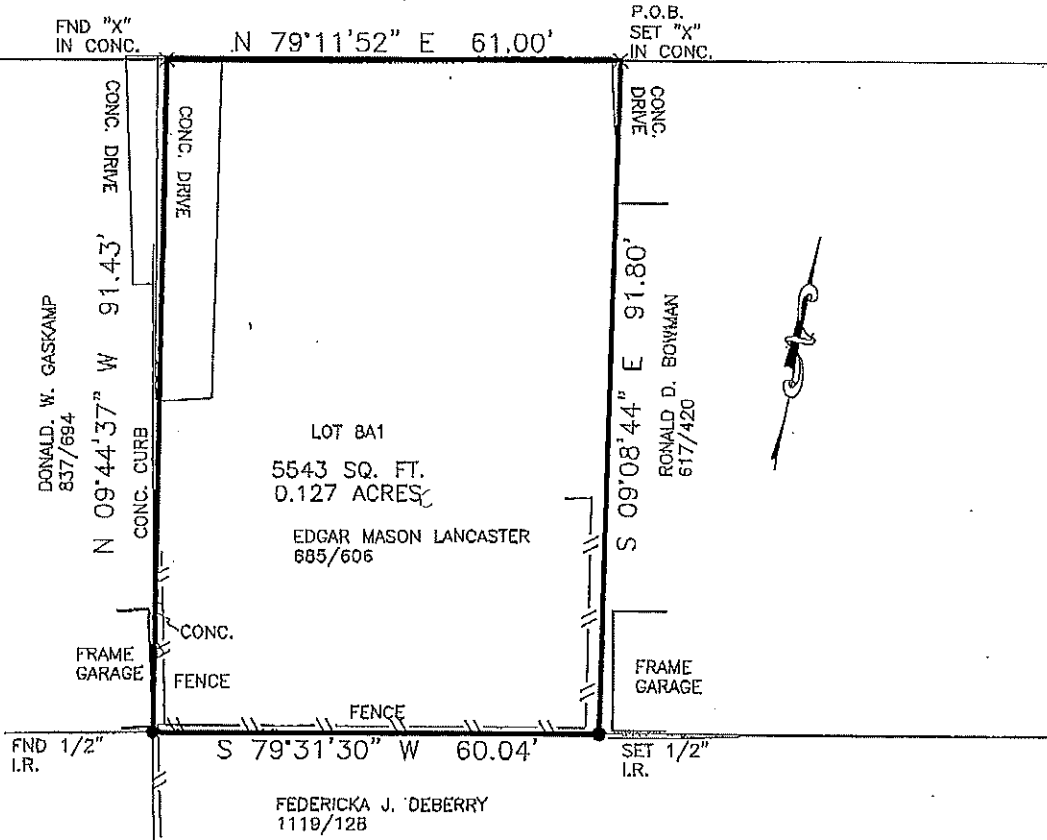 FND "X"
IN CONC.
N 79°11'52" E 61.00'
P.O.B.
SET "X"
IN CONC.
CONC. DRIVE
CONC. DRIVE
CONC.
DRIVE
DONALD. W. GASKAMP
837/694
N 09°44'37" W 91.43'
CONC. CURB
LOT 8A1
5543 SQ. FT.
0.127 ACRES
EDGAR MASON LANCASTER
685/606
S 09°08'44" E 91.80'
RONALD D. BOWMAN
617/420
CONC.
FRAME
GARAGE
FENCE
FENCE
FRAME
GARAGE
FND 1/2"
I.R.
S 79°31'30" W 60.04'
SET 1/2"
I.R.
FEDERICKA J. DEBERRY
1119/128